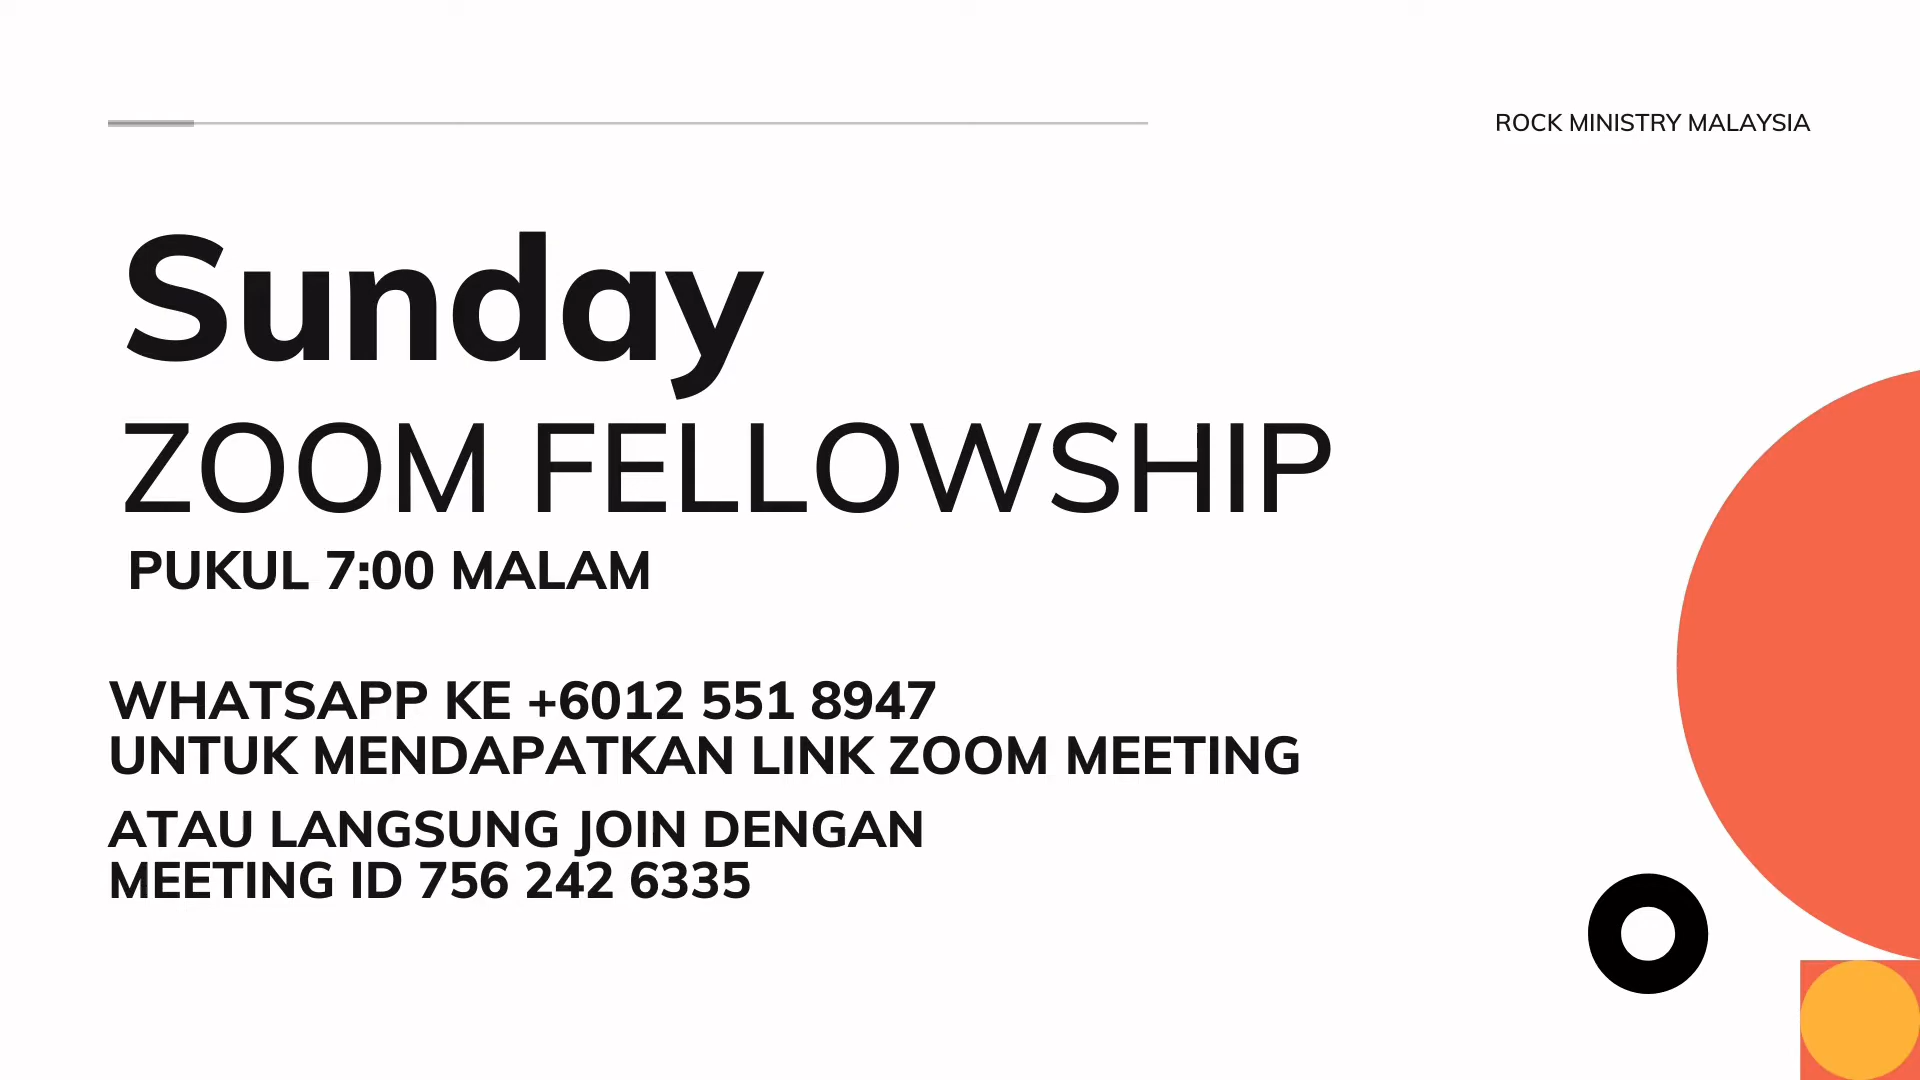 ROCK MINISTRY MALAYSIA
Sunday
ZOOM FELLOWSHIP
PUKUL 7:00 MALAM
WHATSAPP KE +6012 551 8947
UNTUK MENDAPATKAN LINK ZOOM MEETING
ATAU LANGSUNG JOIN DENGAN
MEETING ID 756 242 6335